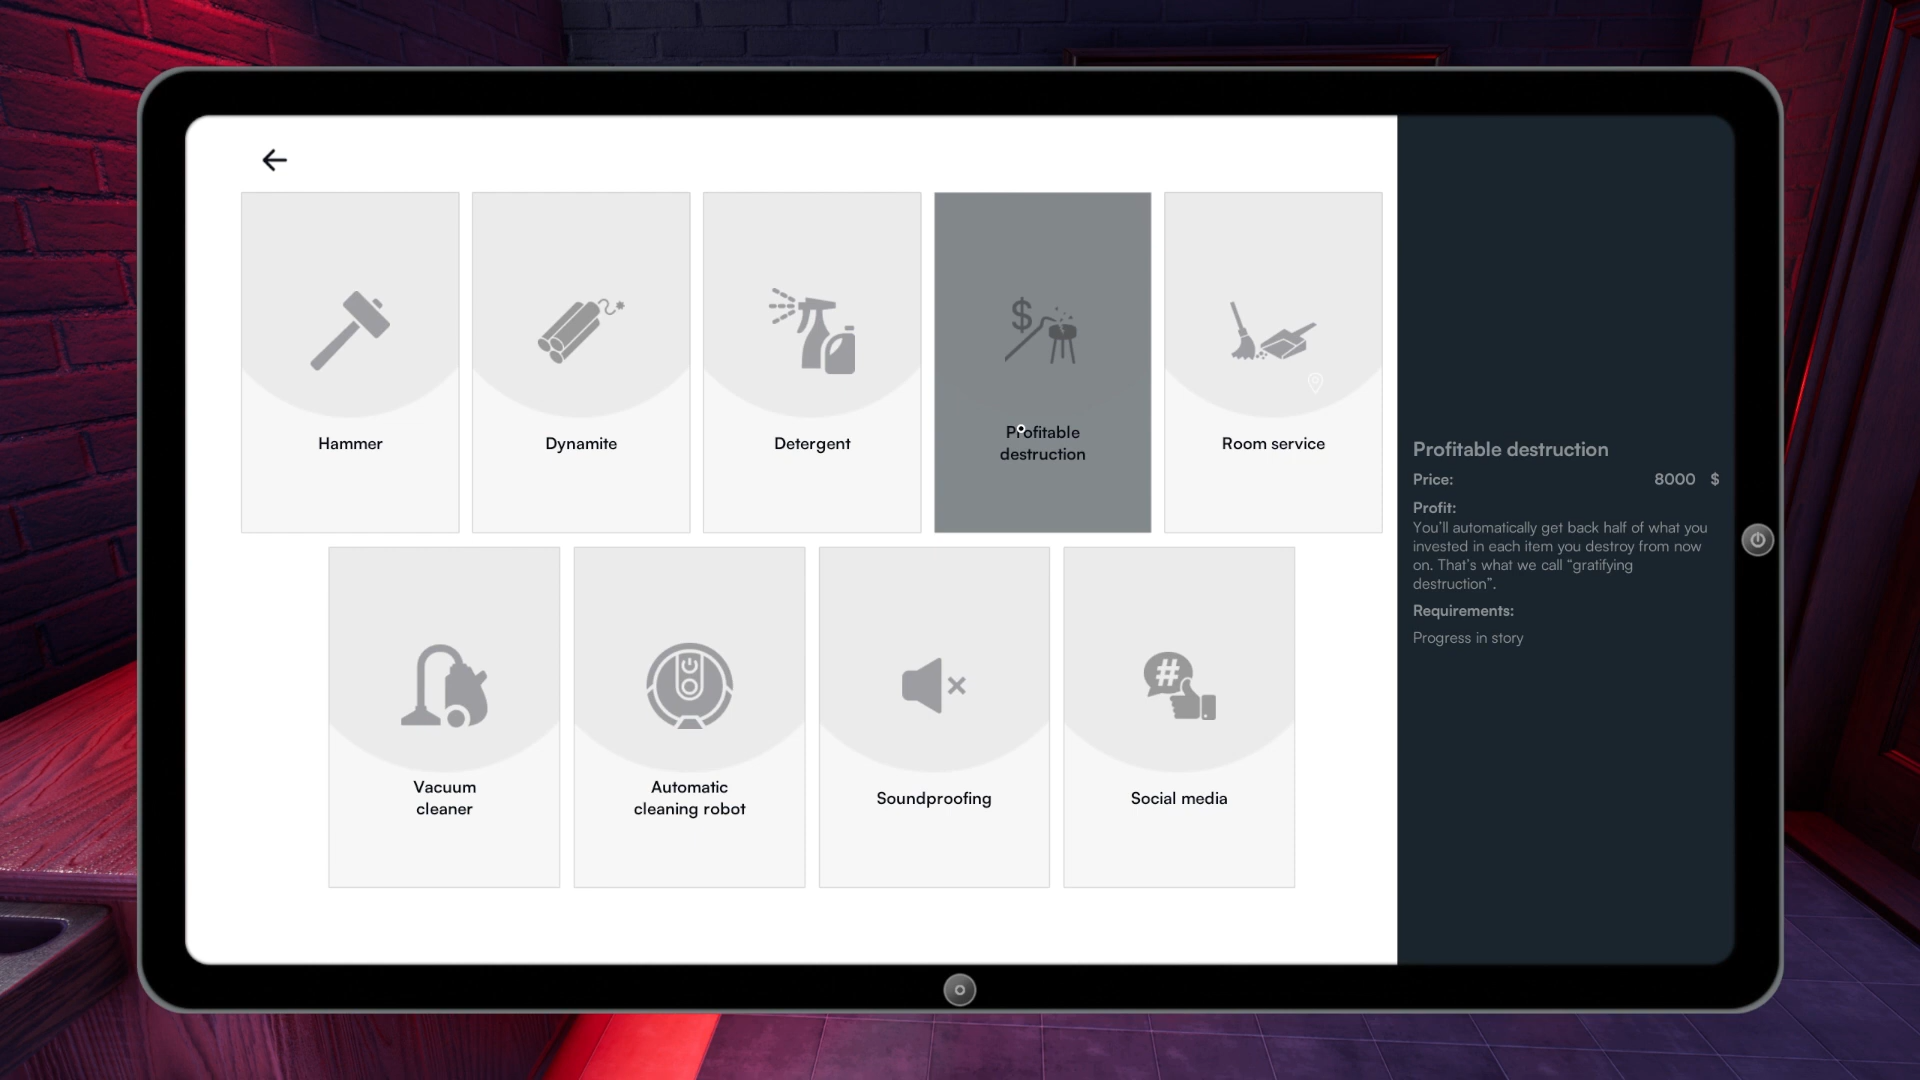 Hammer
Dynamite
Detergent
Profitable
destruction
Room service
Vacuum
cleaner
Automatic
cleaning robot
Soundproofing
Social media
Profitable destruction
Price: 8000 $
Profit:
You'll automatically get back half of what you
invested in each item you destroy from now
on. That's what we call “gratifying
destruction”.
Requirements:
Progress in story